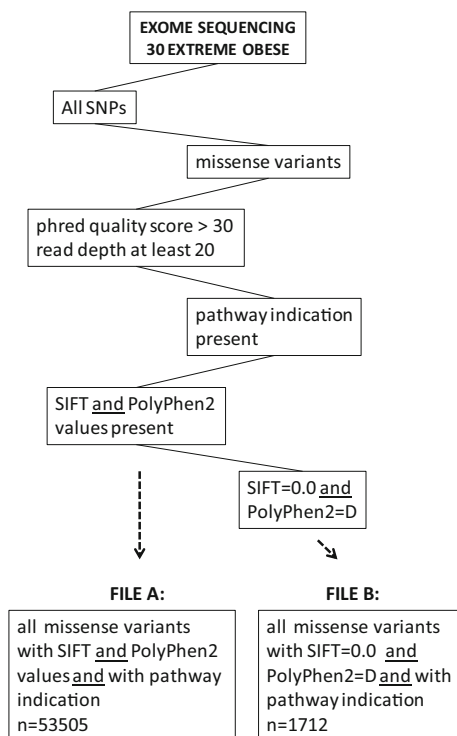 EXOME SEQUENCING
30 EXTREME OBESE
All SNPs
missense variants
phred quality score > 30
read depth at least 20
pathway indication
present
SIFT and PolyPhen2
values present
SIFT=0.0 and
PolyPhen2=D
FILE A:
all missense variants
with SIFT and PolyPhen2
values and with pathway
indication
n=53505
FILE B:
all missense variants
with SIFT=0.0 and
PolyPhen2=D and with
pathway indication
n=1712